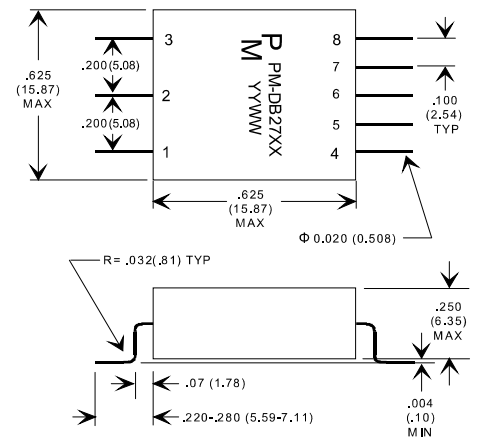 3
8
.625
(15.87)
MAX
.200(5.08)
7
2
6
.200(5.08)
5
1
4
P
M
PM-DB27XX
YYWW
.100
(2.54)
TYP
.625
(15.87)
MAX
Φ 0.020 (0.508)
R= .032(.81) TYP
.250
(6.35)
MAX
.07 (1.78)
.220-.280 (5.59-7.11)
.004
(.10)
MIN